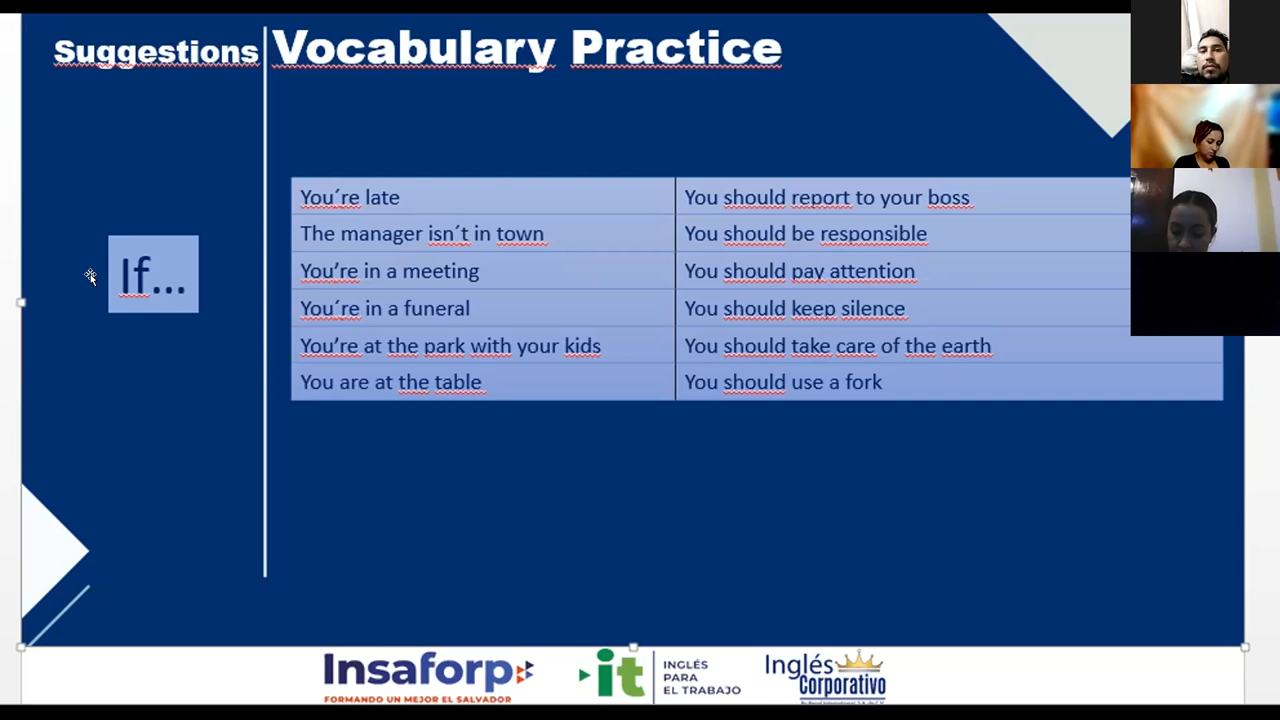 Suggestions
Vocabulary Practice
If...
You´re late
You should report to your boss
The manager isn´t in town
You should be responsible
You’re in a meeting
You should pay attention
You´re in a funeral
You should keep silence
You’re at the park with your kids
You should take care of the earth
You are at the table
You should use a fork
Insaforp
FORMANDO UN MEJOR EL SALVADOR
it
INGLÉS
PARA
EL TRABAJO
Inglés
Corporativo